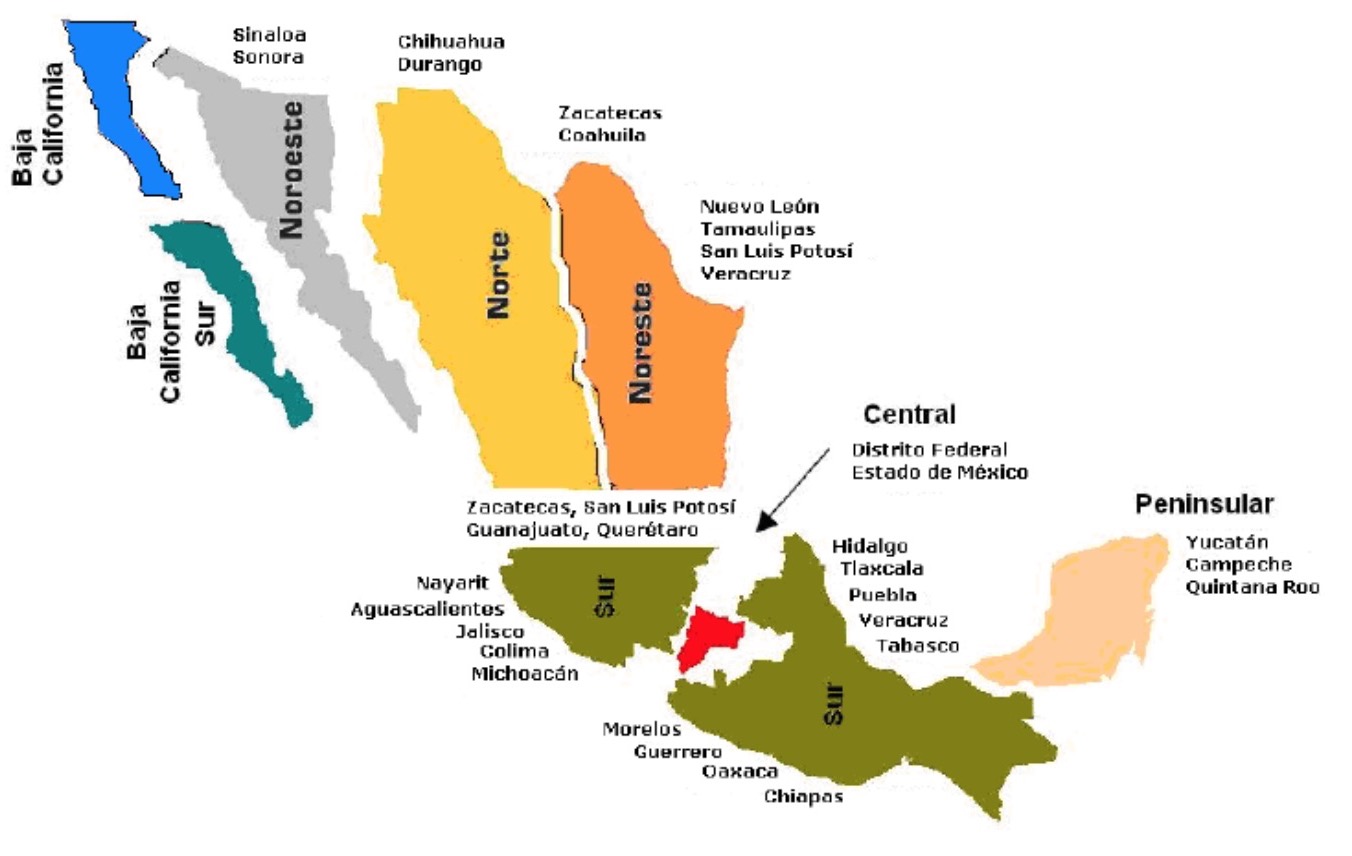 Sinaloa
Sonora
Chihuahua
Durango
Zacatecas
Coahuila
Baja
California
Noroeste
Norte
Noreste
Nuevo León
Tamaulipas
San Luis Potosí
Veracruz
Baja
California
Sur
Central
Distrito Federal
Estado de México
Zacatecas, San Luis Potosí
Guanajuato, Querétaro
Peninsular
Yucatán
Campeche
Quintana Roo
Nayarit
Aguascalientes
Jalisco
Colima
Michoacán
Sur
Hidalgo
Tlaxcala
Puebla
Veracruz
Tabasco
Sur
Morelos
Guerrero
Oaxaca
Chiapas